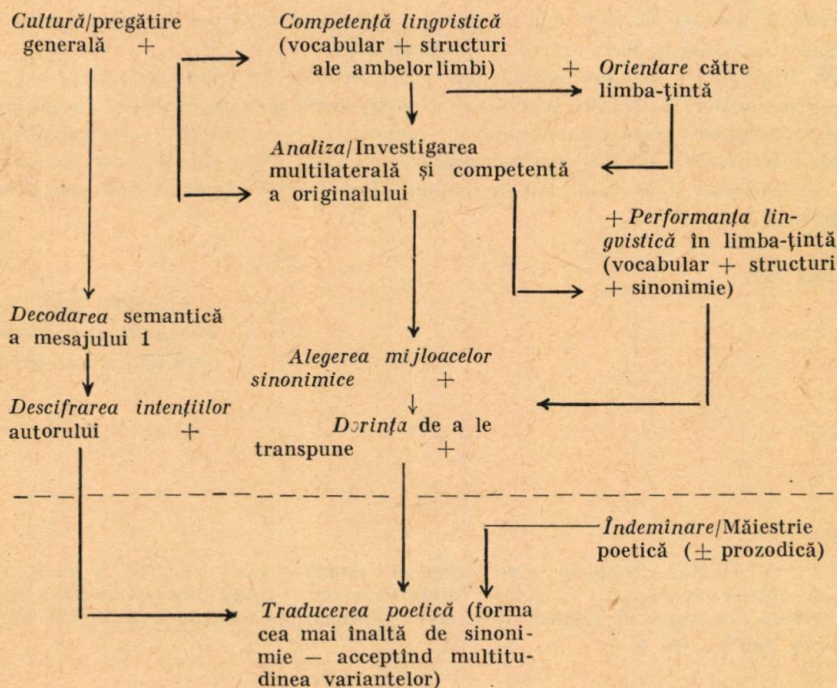 Cultură/pregătire
generală +
Competență lingvistică
(vocabular + structuri
ale ambelor limbi)
+ Orientare către
limba-țintă
Analiza/Investigarea
multilaterală și competentă
a originalului
+ Performanța lin-
gvistică în limba-țintă
(vocabular + structuri
+ sinonimie)
Decodarea semantică
a mesajului 1
Alegerea mijloacelor
sinonimice +
Descifrarea intențiilor
autorului +
Dorința de a le
transpune +
Îndemînare/Măiestrie
poetică (± prozodică)
Traducerea poetică (forma
cea mai înaltă de sinoni-
mie — acceptînd multitu-
dinea variantelor)